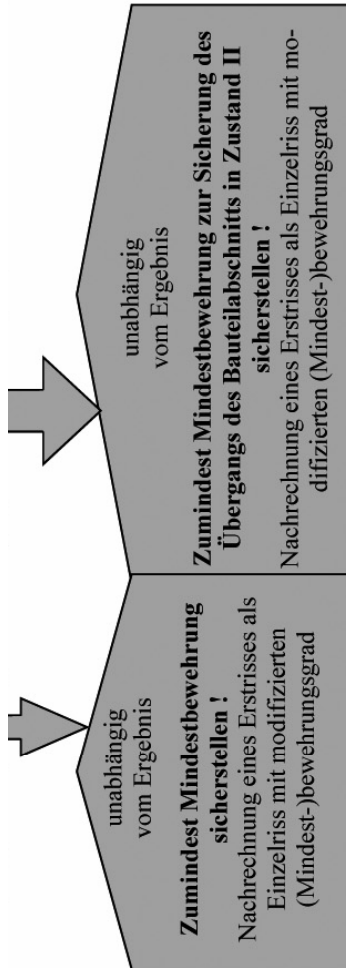 unabhängig
vom Ergebnis
Zumindest Mindestbewehrung
sicherstellen !
Nachrechnung eines Erstrisses als
Einzelriss mit modifizierten
(Mindest-)bewehrungsgrad
unabhängig
vom Ergebnis
Zumindest Mindestbewehrung zur Sicherung des
Übergangs des Bauteilabschnitts in Zustand II
sicherstellen !
Nachrechnung eines Erstrisses als Einzelriss mit mo-
difizierten (Mindest-)bewehrungsgrad